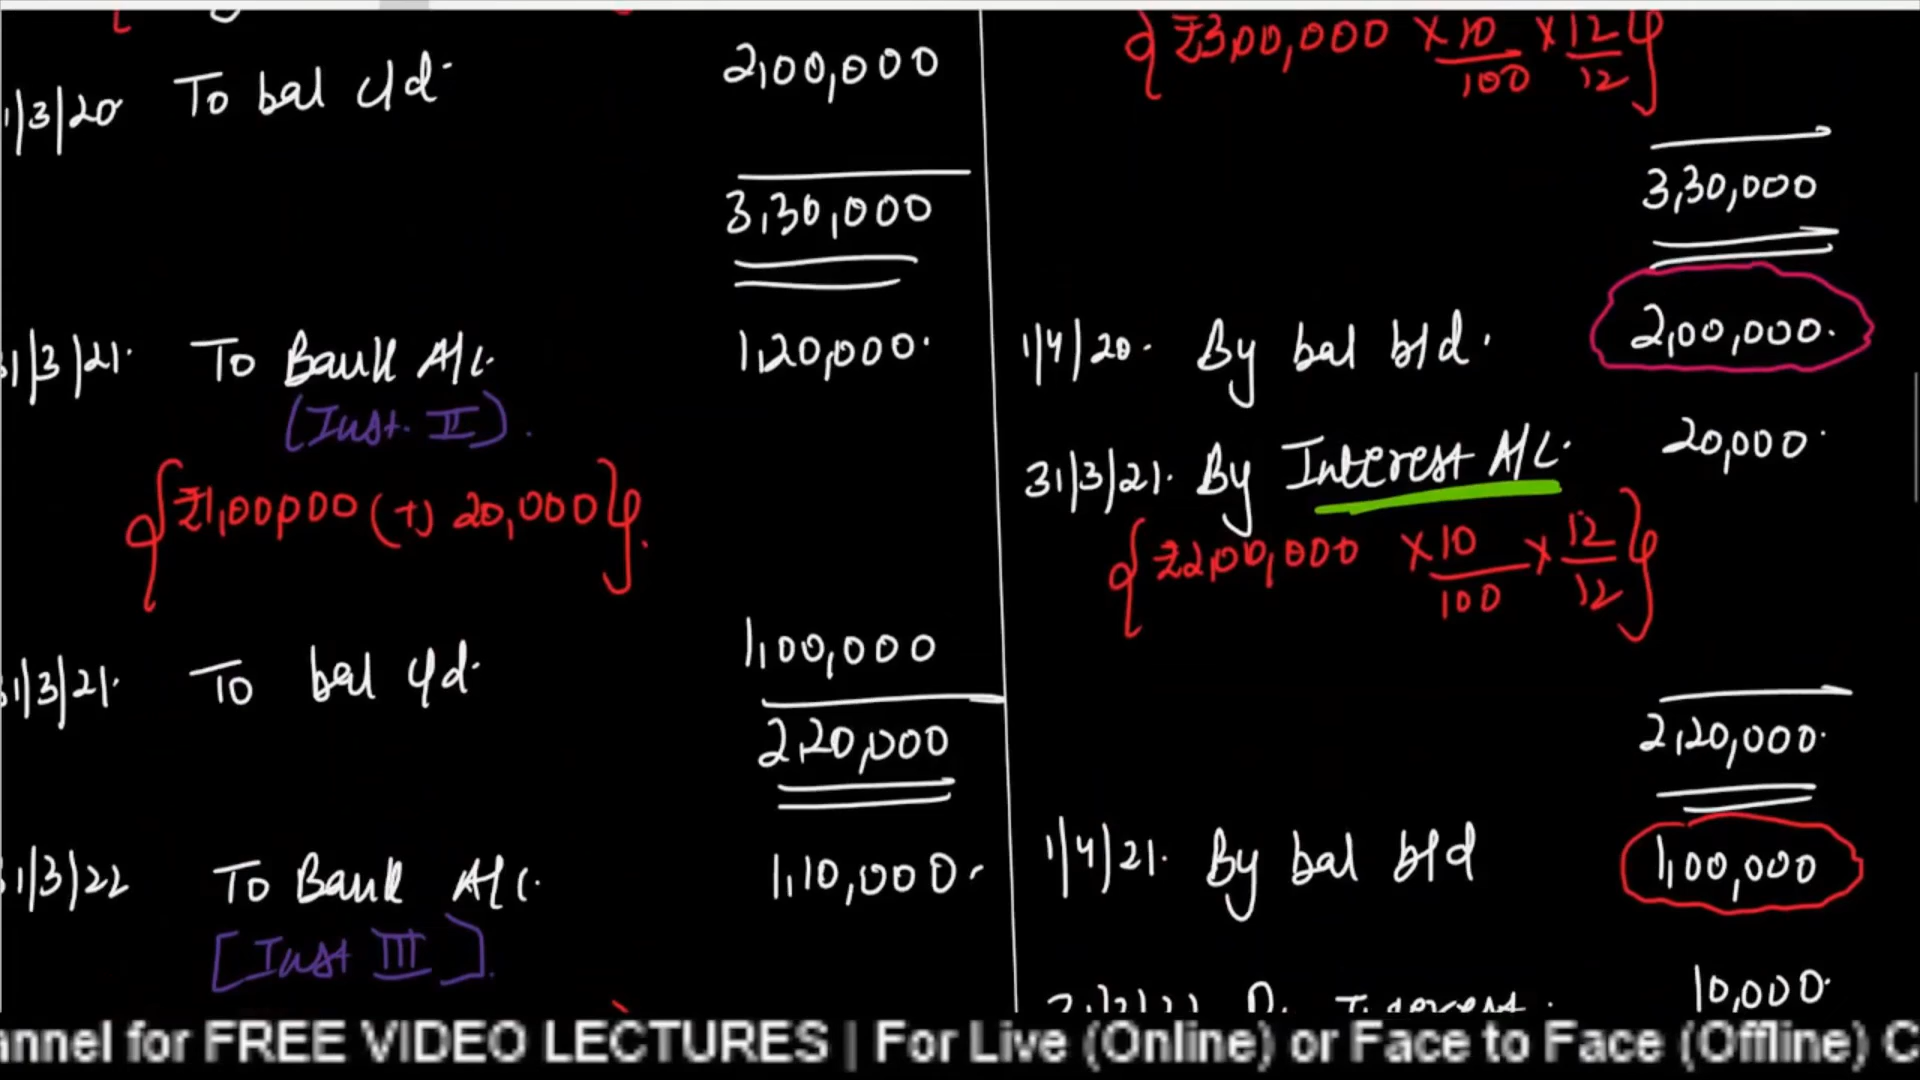 {₹3,00,000 × 10/100 × 12/12}
1/3/20 To bal c/d. 2,00,000
3,30,000 3,30,000
31/3/21. To Bank A/c. 1,20,000. 1/4/20. By bal b/d. 2,00,000.
(Inst. II). 31/3/21. By Interest A/c. 20,000.
{₹1,00,000 (+) 20,000}. {₹2,00,000 × 10/100 × 12/12}
31/3/21. To bal c/d. 1,00,000
2,20,000 2,20,000.
31/3/22 To Bank A/c. 1,10,000. 1/4/21. By bal b/d 1,00,000
[Inst III].
10,000.
annel for FREE VIDEO LECTURES | For Live (Online) or Face to Face (Offline) C